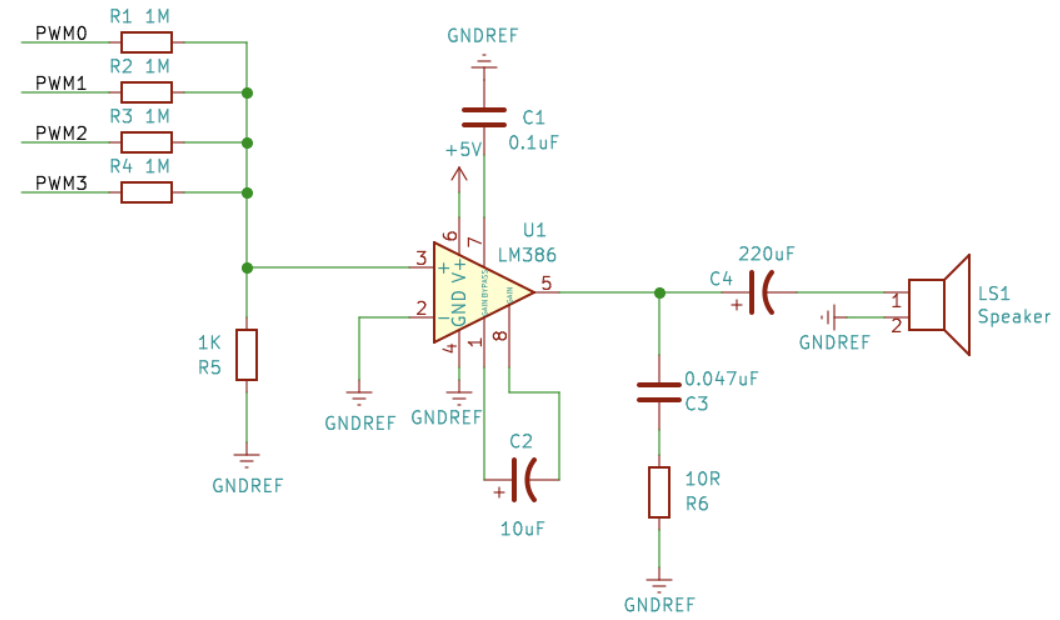 R1 1M
PWM0
R2 1M
PWM1
R3 1M
PWM2
R4 1M
PWM3
1K
R5
GNDREF
GNDREF
C1
0.1uF
+5V
U1
LM386
6
7
3
2
5
4
1
8
+
-
V+
GND
BYPASS
GAIN
GAIN
GNDREF
GNDREF
C2
+
10uF
0.047uF
C3
10R
R6
GNDREF
220uF
C4
+
1
2
LS1
Speaker
GNDREF